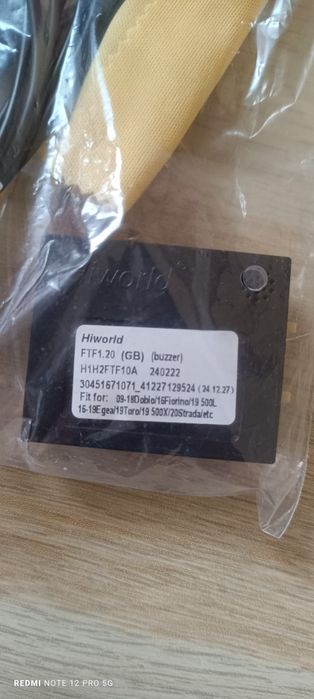 Hiworld
Hiworld
FTF1.20 (GB) (buzzer)
H1H2FTF10A 240222
30451671071_41227129524 (24.12.27)
Fit for: 09-18Doblo/16Fiorino/19 500L
16-19Egea/19Toro/19 500X/20Strada/etc
REDMI NOTE 12 PRO 5G